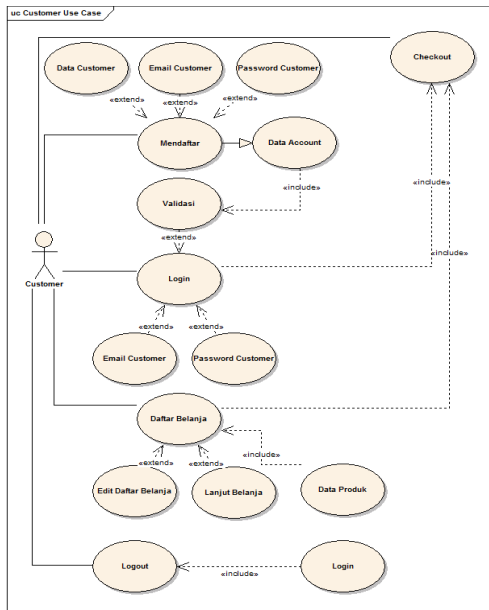 uc Customer Use Case
Data Customer
Email Customer
Password Customer
Checkout
«extend»
«extend»
«extend»
Mendaftar
Data Account
«include»
Validasi
«extend»
«include»
«include»
Customer
Login
«extend»
«extend»
Email Customer
Password Customer
Daftar Belanja
«extend»
«extend»
«include»
Edit Daftar Belanja
Lanjut Belanja
Data Produk
Logout
«include»
Login